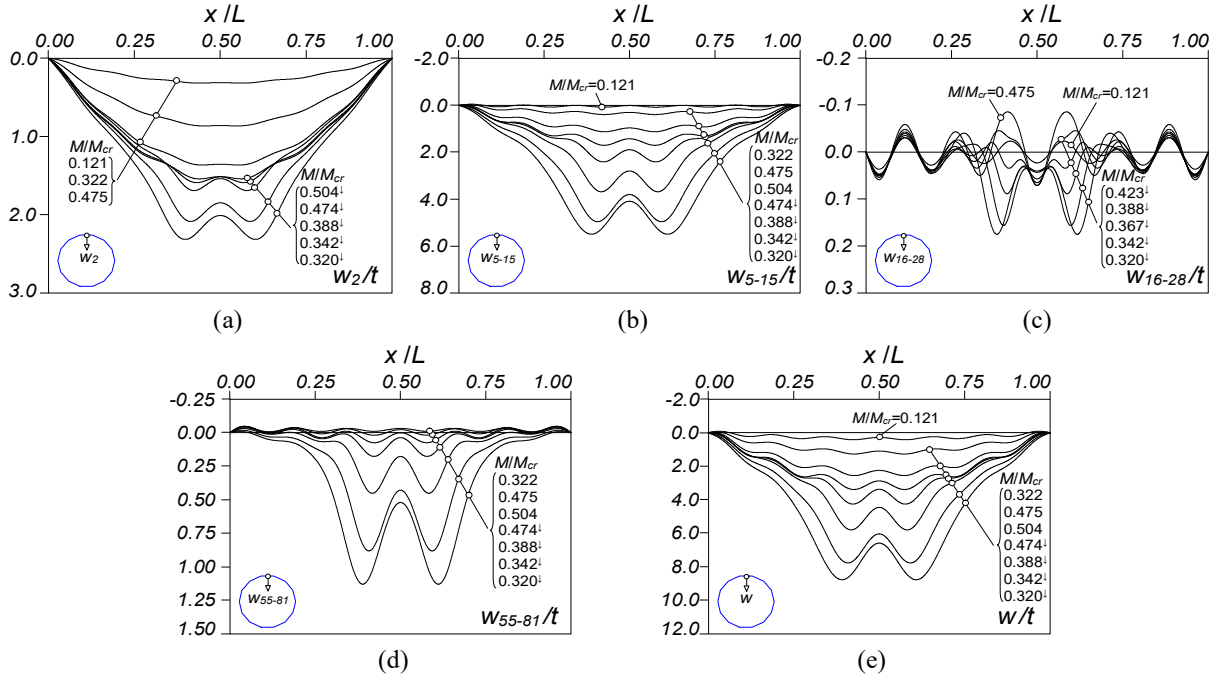 x /L
0.00 0.25 0.50 0.75 1.00
0.0
1.0
2.0
3.0
M/Mcr
0.121
0.322
0.475
M/Mcr
0.504↓
0.474↓
0.388↓
0.342↓
0.320↓
w2
w2/t
(a)
x /L
0.00 0.25 0.50 0.75 1.00
-2.0
0.0
2.0
4.0
6.0
8.0
M/Mcr=0.121
M/Mcr
0.322
0.475
0.504
0.474↓
0.388↓
0.342↓
0.320↓
w5-15
w5-15/t
(b)
x /L
0.00 0.25 0.50 0.75 1.00
-0.2
-0.1
0.0
0.1
0.2
0.3
M/Mcr=0.475
M/Mcr=0.121
M/Mcr
0.423↓
0.388↓
0.367↓
0.342↓
0.320↓
w16-28
w16-28/t
(c)
x /L
0.00 0.25 0.50 0.75 1.00
-0.25
0.00
0.25
0.50
0.75
1.00
1.25
1.50
M/Mcr
0.322
0.475
0.504
0.474↓
0.388↓
0.342↓
0.320↓
w55-81
w55-81/t
(d)
x /L
0.00 0.25 0.50 0.75 1.00
-2.0
0.0
2.0
4.0
6.0
8.0
10.0
12.0
M/Mcr=0.121
M/Mcr
0.322
0.475
0.504
0.474↓
0.388↓
0.342↓
0.320↓
w
w/t
(e)